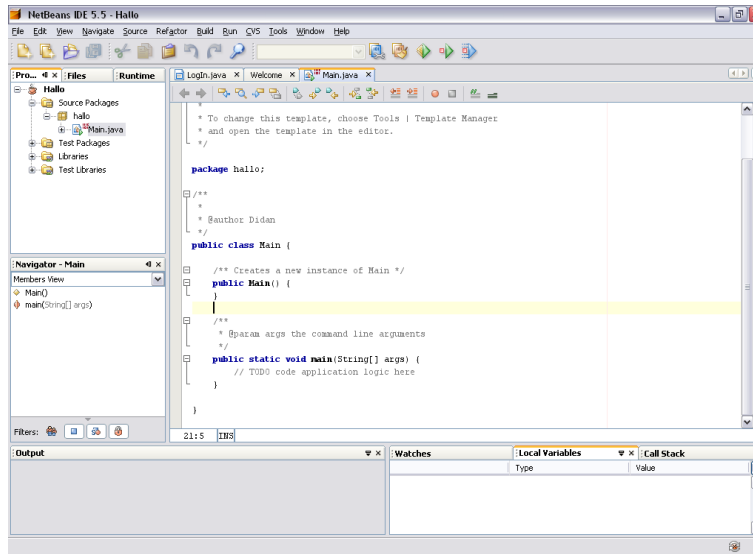 NetBeans IDE 5.5 - Hallo
File Edit View Navigate Source Refactor Build Run CVS Tools Window Help
Pro... Files Runtime
Hallo
Source Packages
hallo
Main.java
Test Packages
Libraries
Test Libraries
LogIn.java Welcome Main.java
*
* To change this template, choose Tools | Template Manager
* and open the template in the editor.
*/
package hallo;
/**
*
* @author Didan
*/
public class Main {
/** Creates a new instance of Main */
public Main() {
}
/**
* @param args the command line arguments
*/
public static void main(String[] args) {
// TODO code application logic here
}
}
21:5 INS
Navigator - Main
Members View
Main()
main(String[] args)
Filters:
Output
Watches Local Variables Call Stack
Type Value